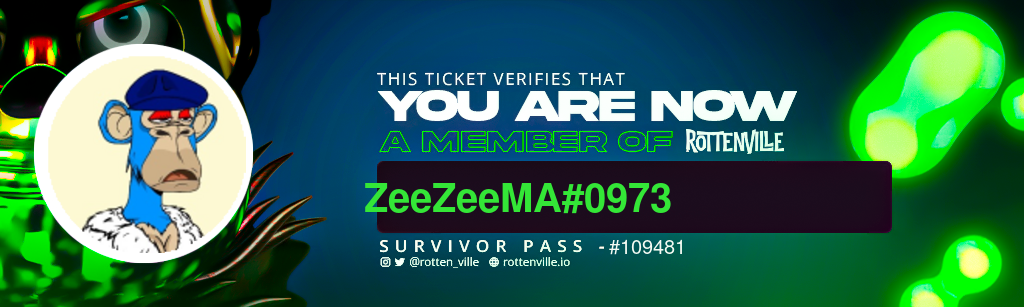 THIS TICKET VERIFIES THAT
YOU ARE NOW
A MEMBER OF ROTTENVILLE
ZeeZeeMA#0973
SURVIVOR PASS - #109481
@rotten_ville rottenville.io